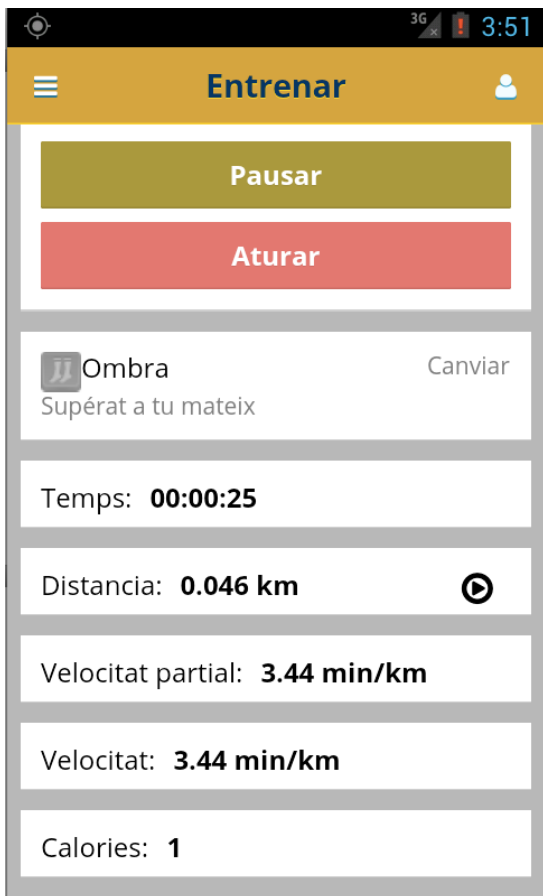 3G 3:51
Entrenar
Pausar
Aturar
Ombra Canviar
Supérat a tu mateix
Temps: 00:00:25
Distancia: 0.046 km
Velocitat partial: 3.44 min/km
Velocitat: 3.44 min/km
Calories: 1